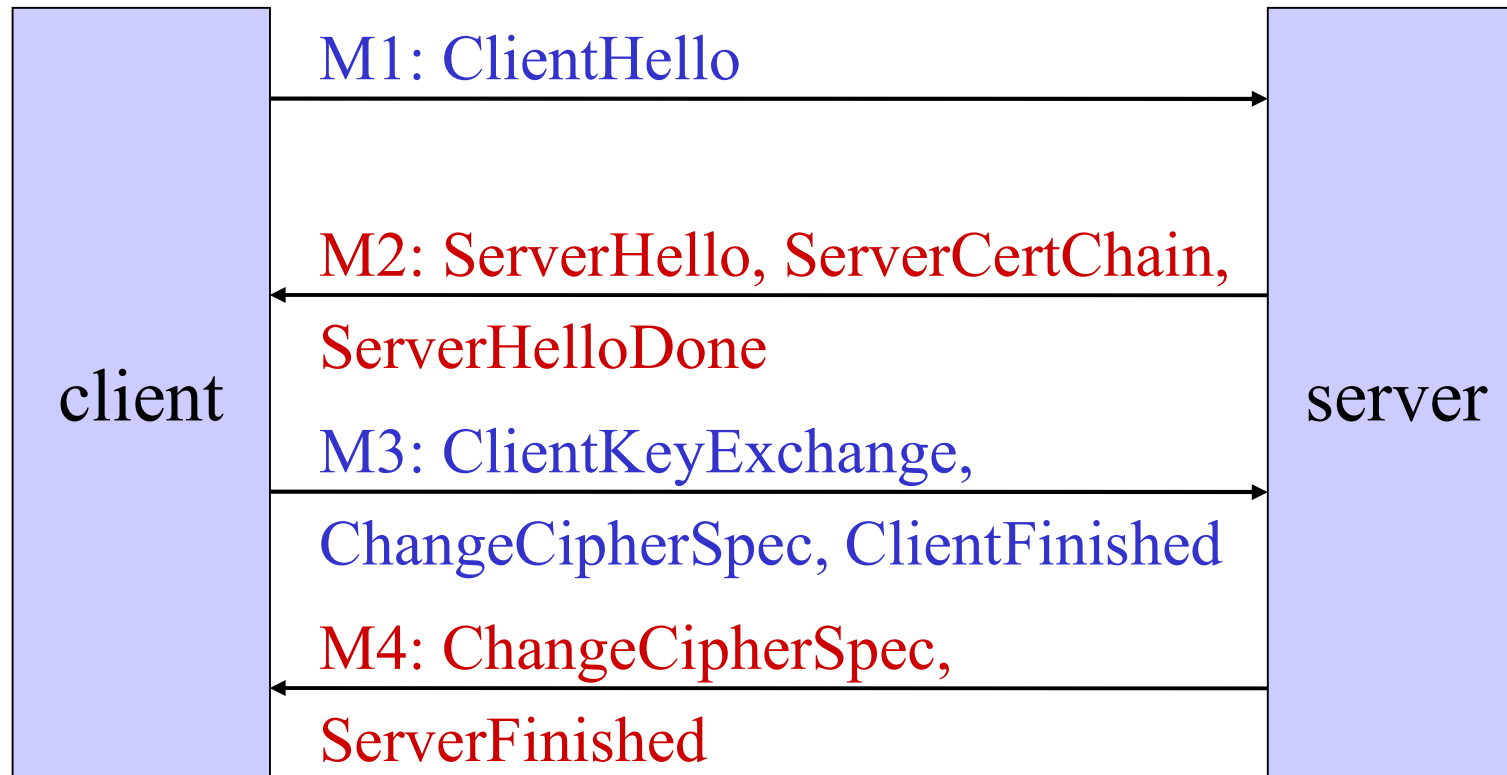 M1: ClientHello
M2: ServerHello, ServerCertChain,
ServerHelloDone
client
server
M3: ClientKeyExchange,
ChangeCipherSpec, ClientFinished
M4: ChangeCipherSpec,
ServerFinished